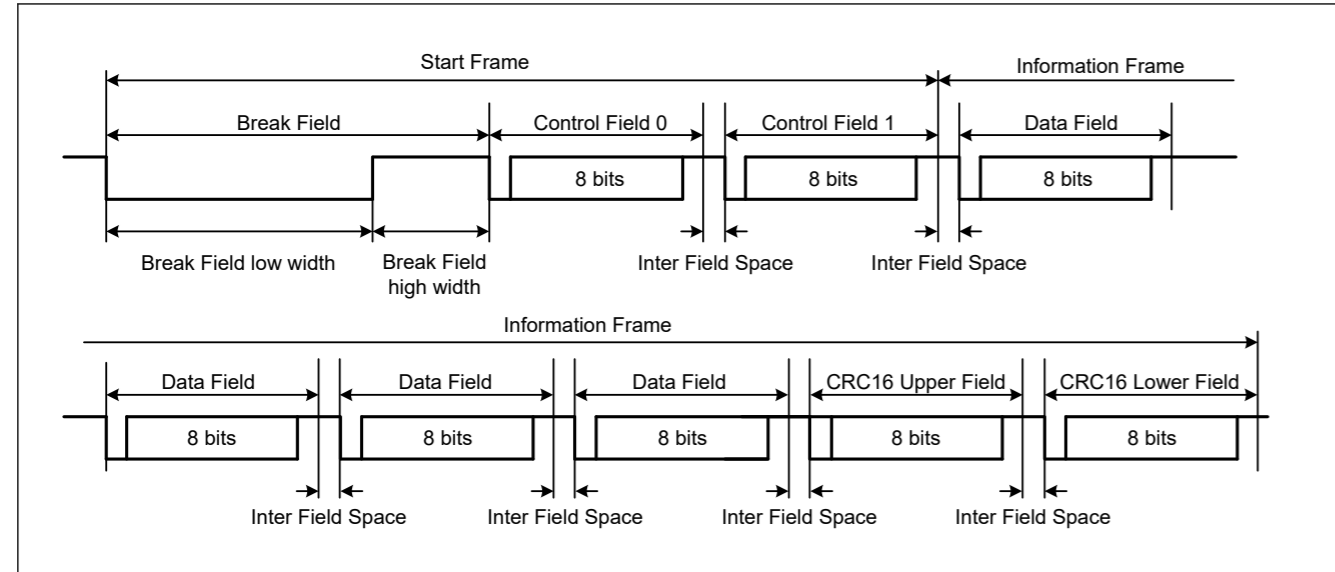 Start Frame
Information Frame
Break Field
Control Field 0
Control Field 1
Data Field
8 bits
8 bits
8 bits
Break Field low width
Break Field
high width
Inter Field Space
Inter Field Space
Information Frame
Data Field
Data Field
Data Field
CRC16 Upper Field
CRC16 Lower Field
8 bits
8 bits
8 bits
8 bits
8 bits
Inter Field Space
Inter Field Space
Inter Field Space
Inter Field Space